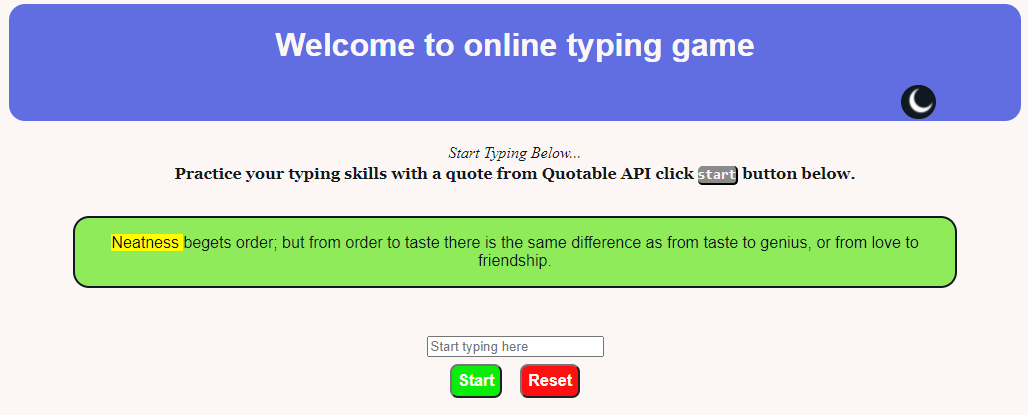 Welcome to online typing game
Start Typing Below...
Practice your typing skills with a quote from Quotable API click start button below.
Neatness begets order; but from order to taste there is the same difference as from taste to genius, or from love to
friendship.
Start typing here
Start Reset